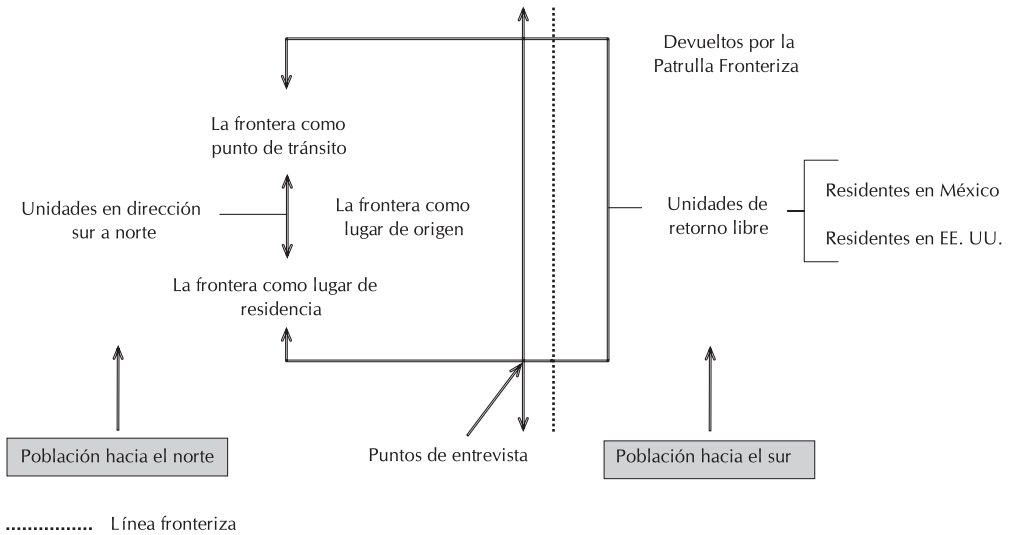 Devueltos por la
Patrulla Fronteriza
La frontera como
punto de tránsito
Unidades en dirección
sur a norte
La frontera como
lugar de origen
Unidades de
retorno libre
Residentes en México
Residentes en EE. UU.
La frontera como lugar de
residencia
Población hacia el norte
Puntos de entrevista
Población hacia el sur
Línea fronteriza